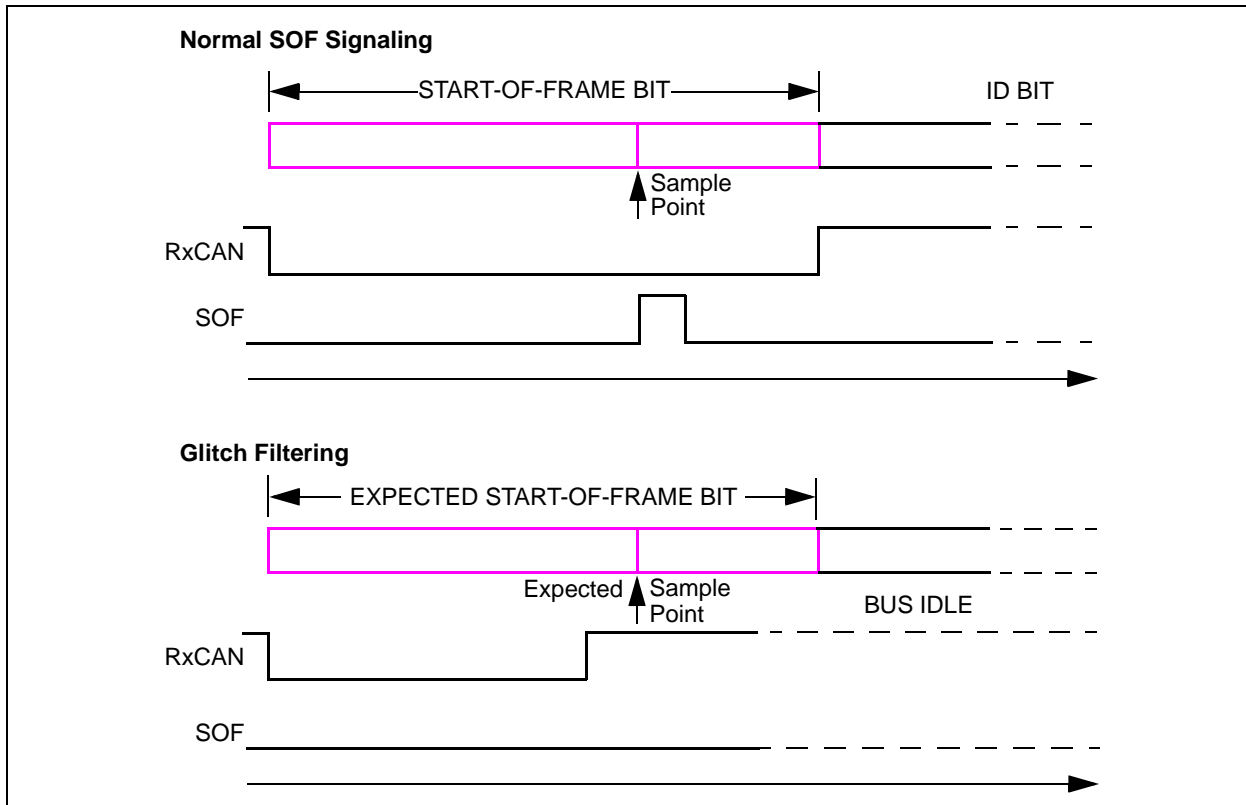 Normal SOF Signaling
START-OF-FRAME BIT
ID BIT
Sample
Point
RxCAN
SOF
Glitch Filtering
EXPECTED START-OF-FRAME BIT
Expected Sample
Point
BUS IDLE
RxCAN
SOF